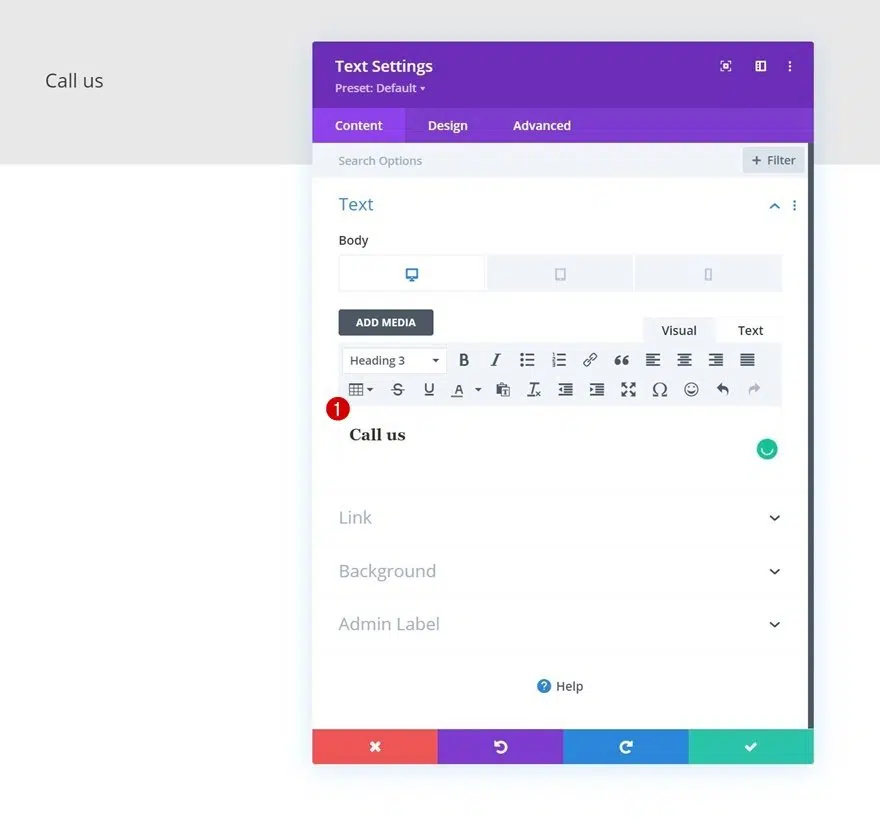 Call us
Text Settings
Preset: Default
Content Design Advanced
Search Options + Filter
Text
Body
ADD MEDIA
Visual Text
Heading 3
1
Call us
Link
Background
Admin Label
Help